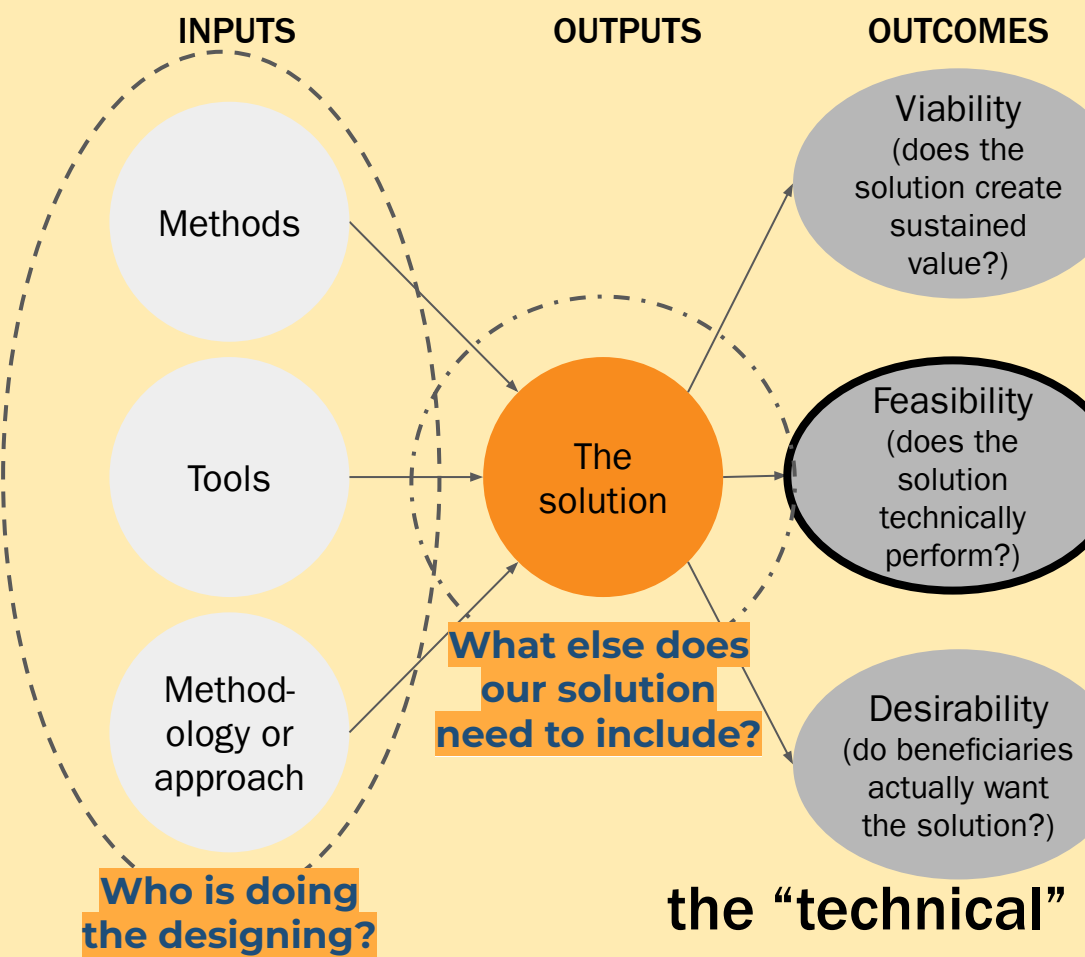 INPUTS
OUTPUTS
OUTCOMES
Methods
Tools
Method-
ology or
approach
Who is doing
the designing?
The
solution
What else does
our solution
need to include?
Viability
(does the
solution create
sustained
value?)
Feasibility
(does the
solution
technically
perform?)
Desirability
(do beneficiaries
actually want
the solution?)
the “technical”